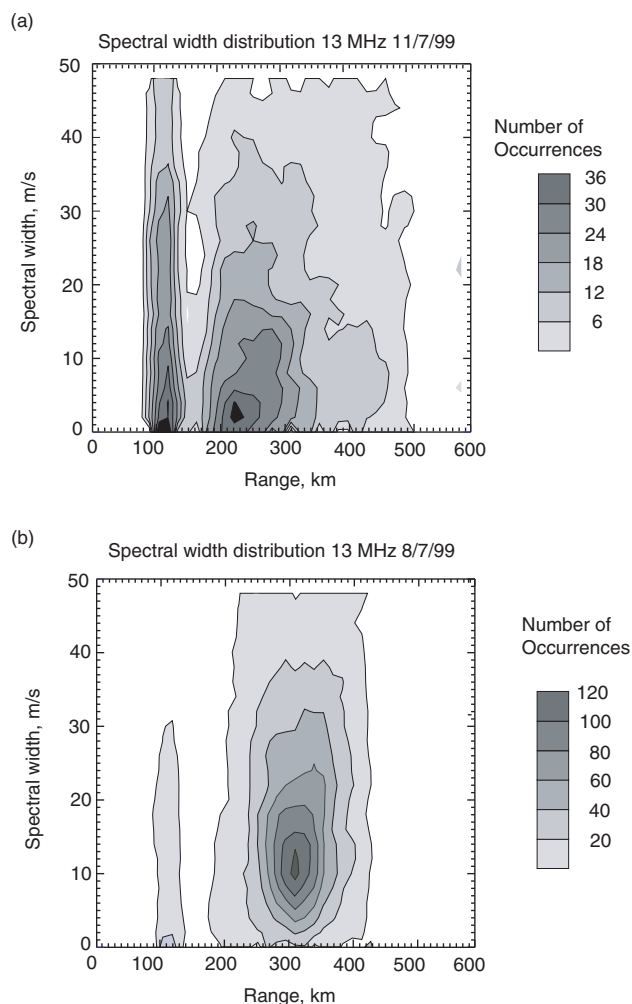 (a)
Spectral width distribution 13 MHz 11/7/99
50
40
30
20
10
0
Spectral width, m/s
0 100 200 300 400 500 600
Range, km
Number of
Occurrences
36
30
24
18
12
6
(b)
Spectral width distribution 13 MHz 8/7/99
50
40
30
20
10
0
Spectral width, m/s
0 100 200 300 400 500 600
Range, km
Number of
Occurrences
120
100
80
60
40
20